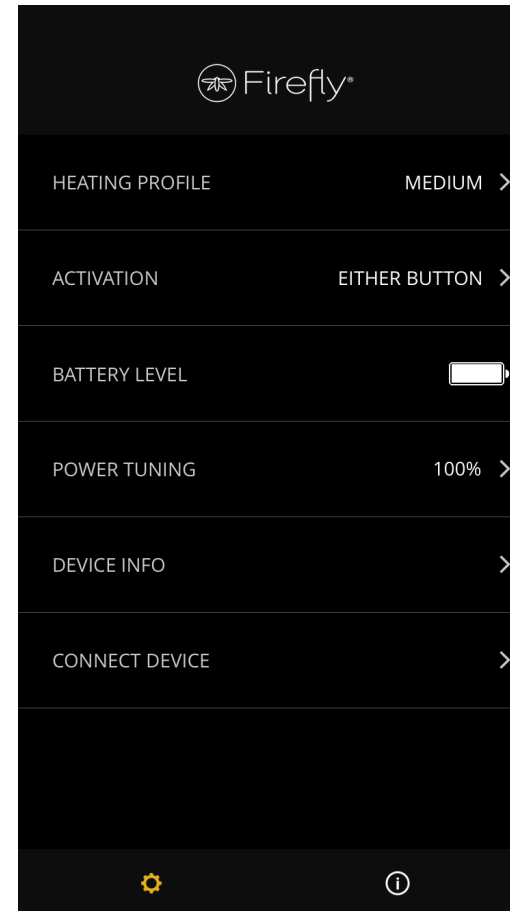 Firefly®
HEATING PROFILE MEDIUM
ACTIVATION EITHER BUTTON
BATTERY LEVEL
POWER TUNING 100%
DEVICE INFO
CONNECT DEVICE